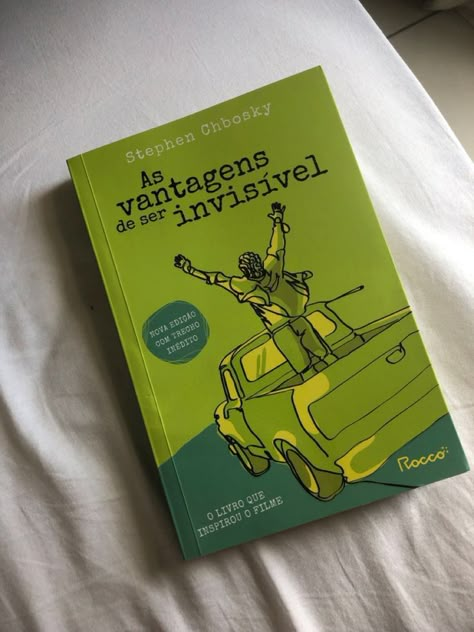 Stephen Chbosky
As
vantagens
de ser invisível
NOVA EDIÇÃO
COM TRECHO
INÉDITO
Rocco
O LIVRO QUE
INSPIROU O FILME